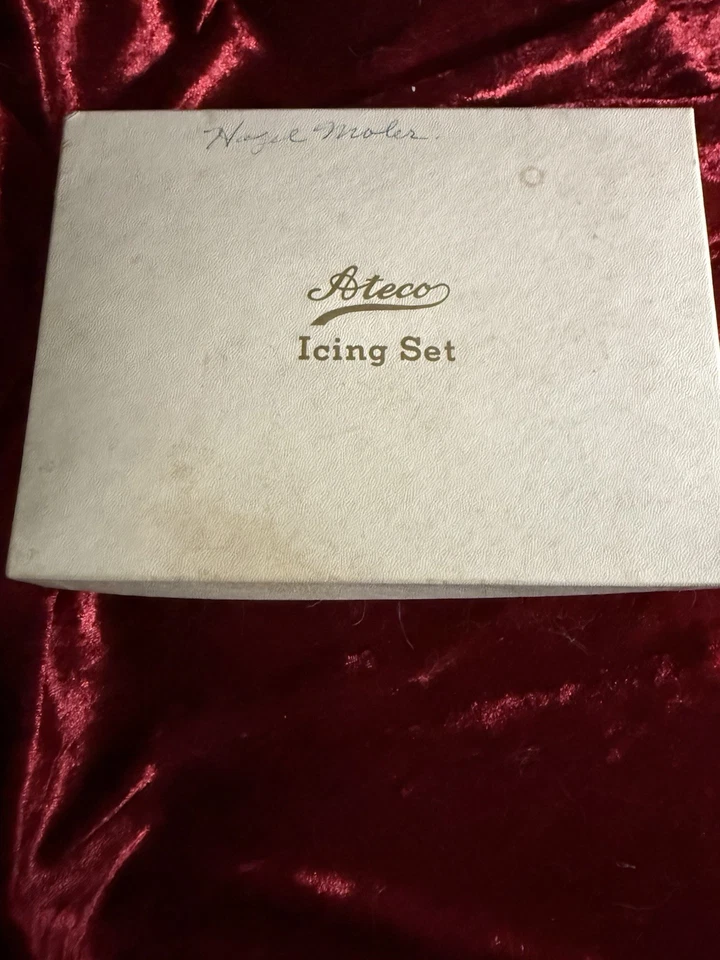 Hazel Moler.
Ateco
Icing Set